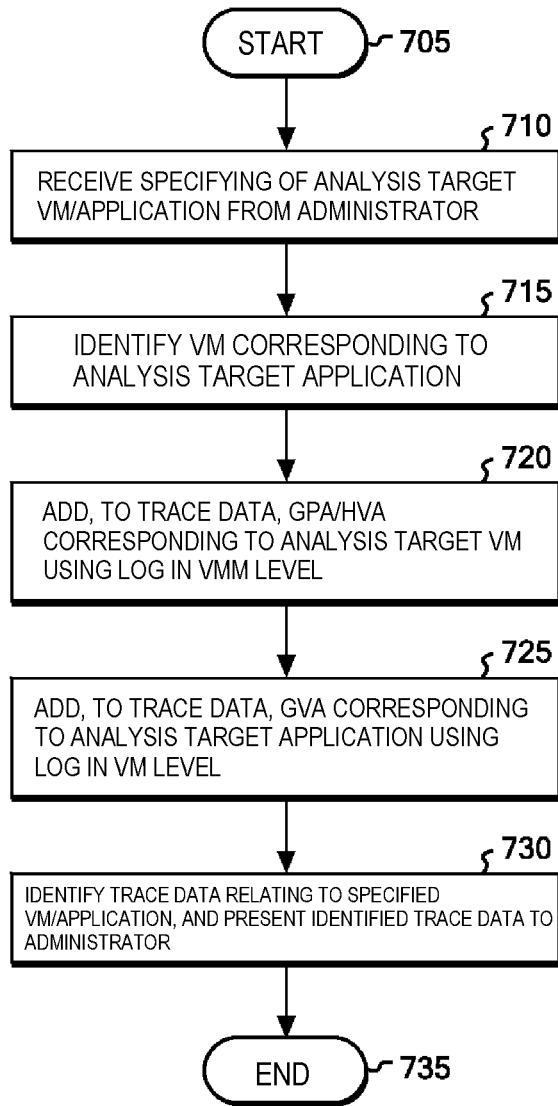 START
705
710
RECEIVE SPECIFYING OF ANALYSIS TARGET
VM/APPLICATION FROM ADMINISTRATOR
715
IDENTIFY VM CORRESPONDING TO
ANALYSIS TARGET APPLICATION
720
ADD, TO TRACE DATA, GPA/HVA
CORRESPONDING TO ANALYSIS TARGET VM
USING LOG IN VMM LEVEL
725
ADD, TO TRACE DATA, GVA CORRESPONDING
TO ANALYSIS TARGET APPLICATION USING
LOG IN VM LEVEL
730
IDENTIFY TRACE DATA RELATING TO SPECIFIED
VM/APPLICATION, AND PRESENT IDENTIFIED TRACE DATA TO
ADMINISTRATOR
END
735